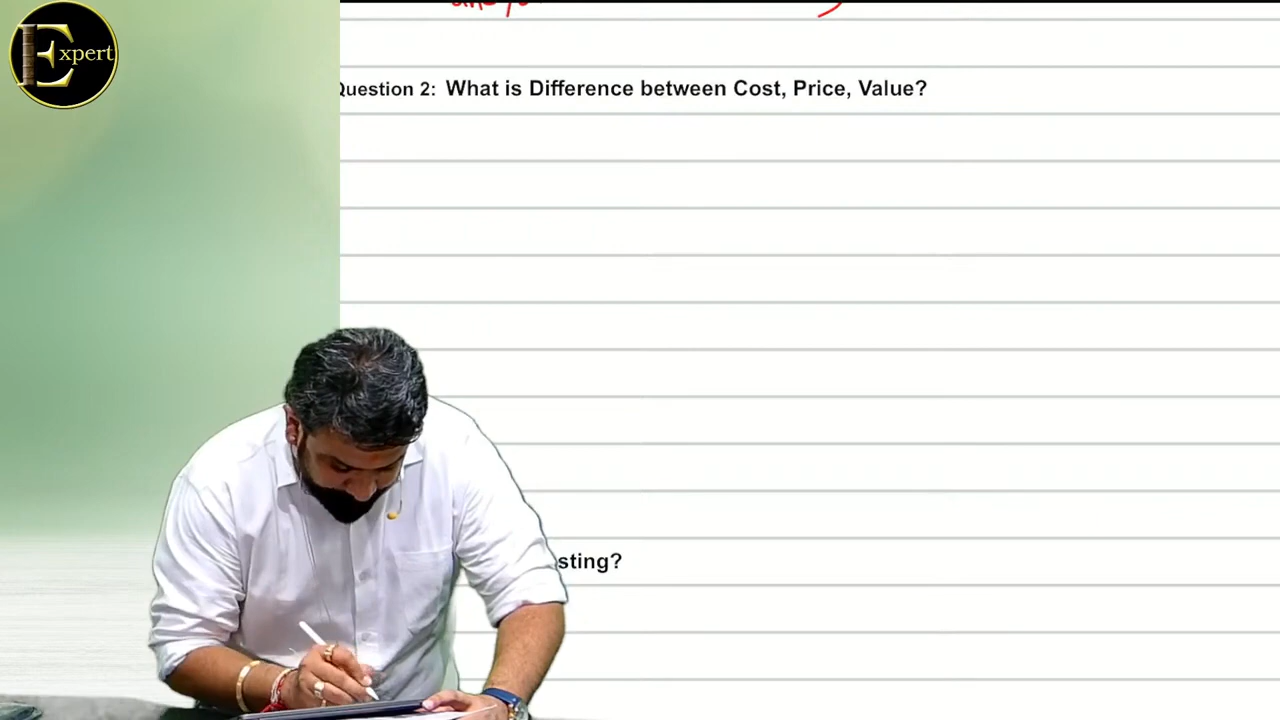 Expert
Question 2: What is Difference between Cost, Price, Value?
sting?